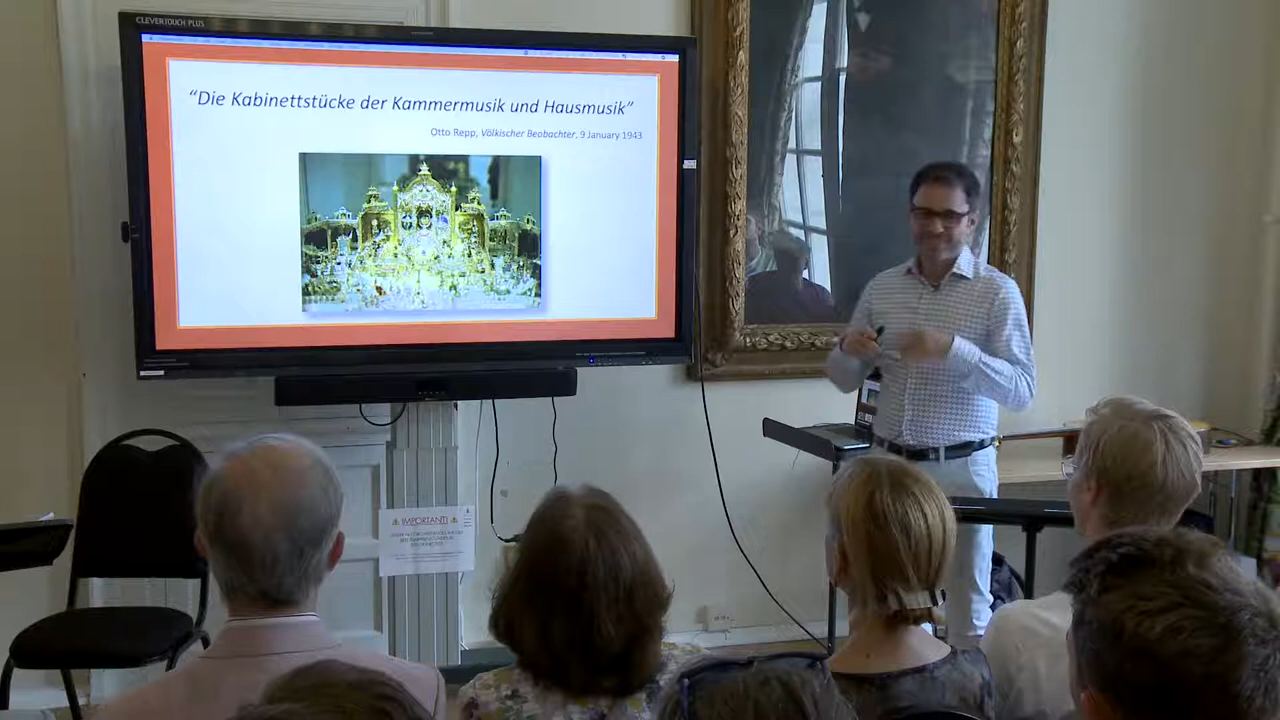 CLEVERTOUCH PLUS
“Die Kabinettstücke der Kammermusik und Hausmusik”
Otto Repp, Völkischer Beobachter, 9 January 1943
IMPORTANT!